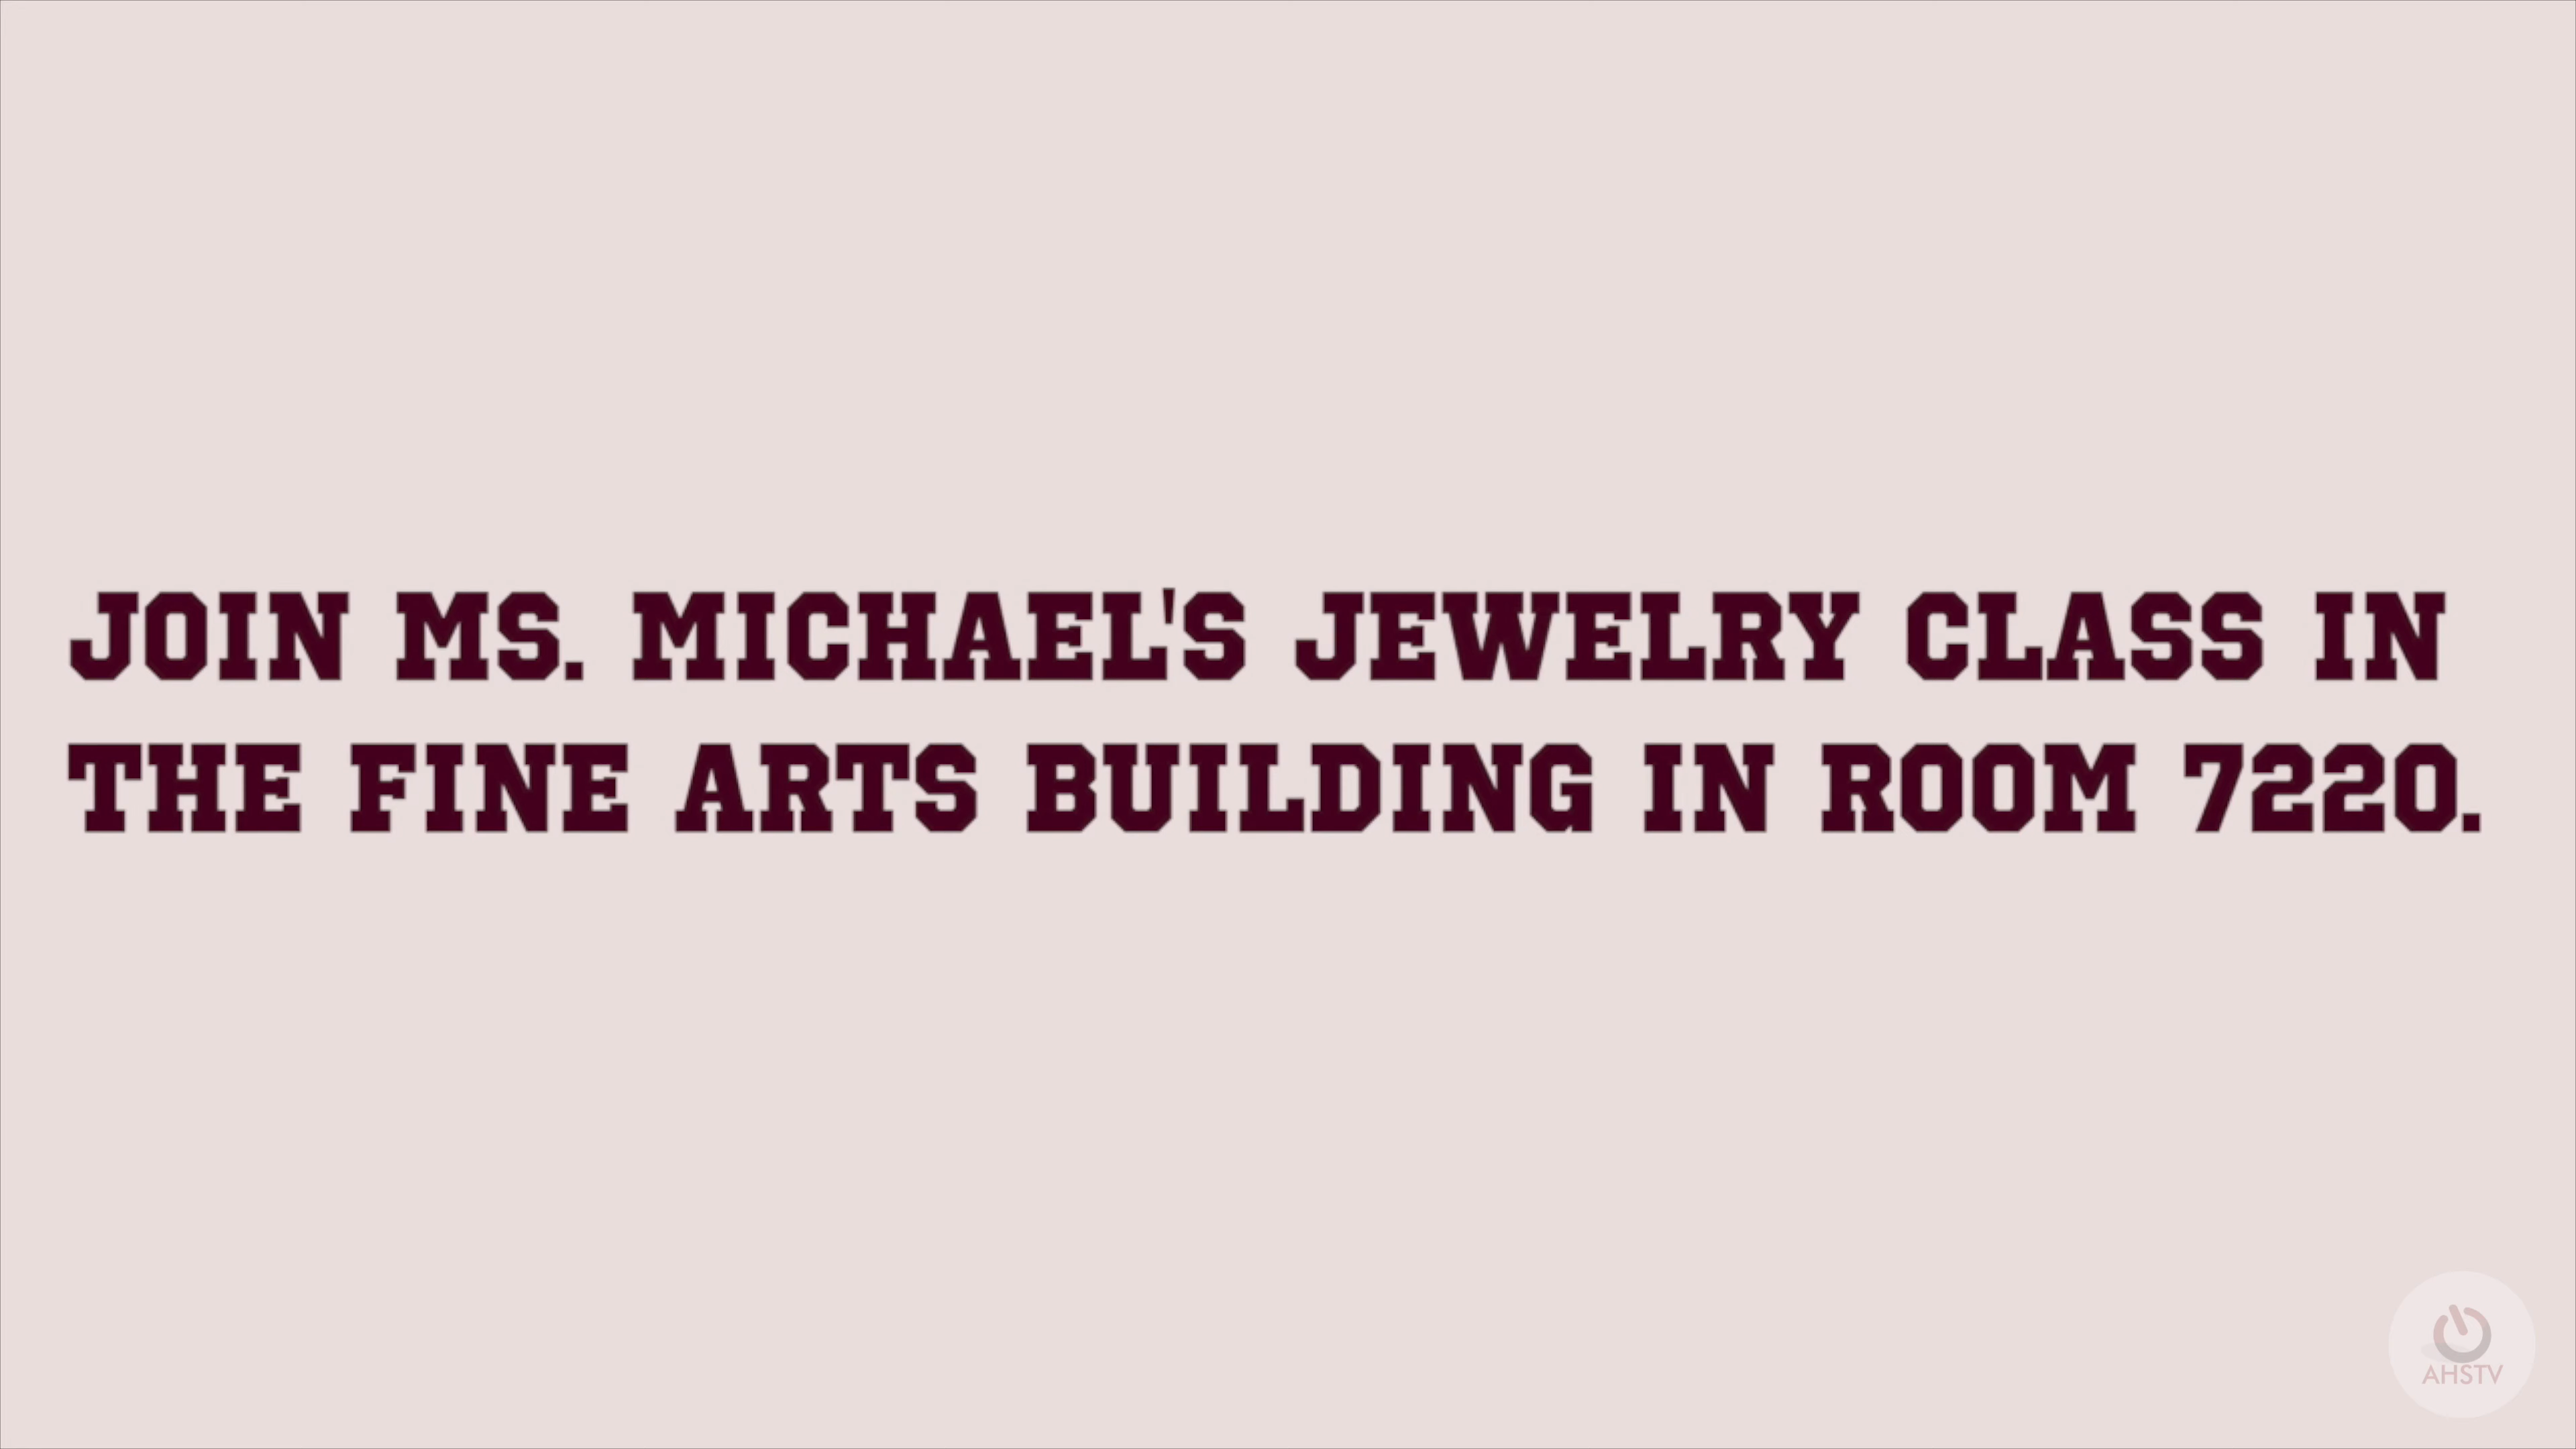 JOIN MS. MICHAEL'S JEWELRY CLASS IN
THE FINE ARTS BUILDING IN ROOM 7220.
AHSTV